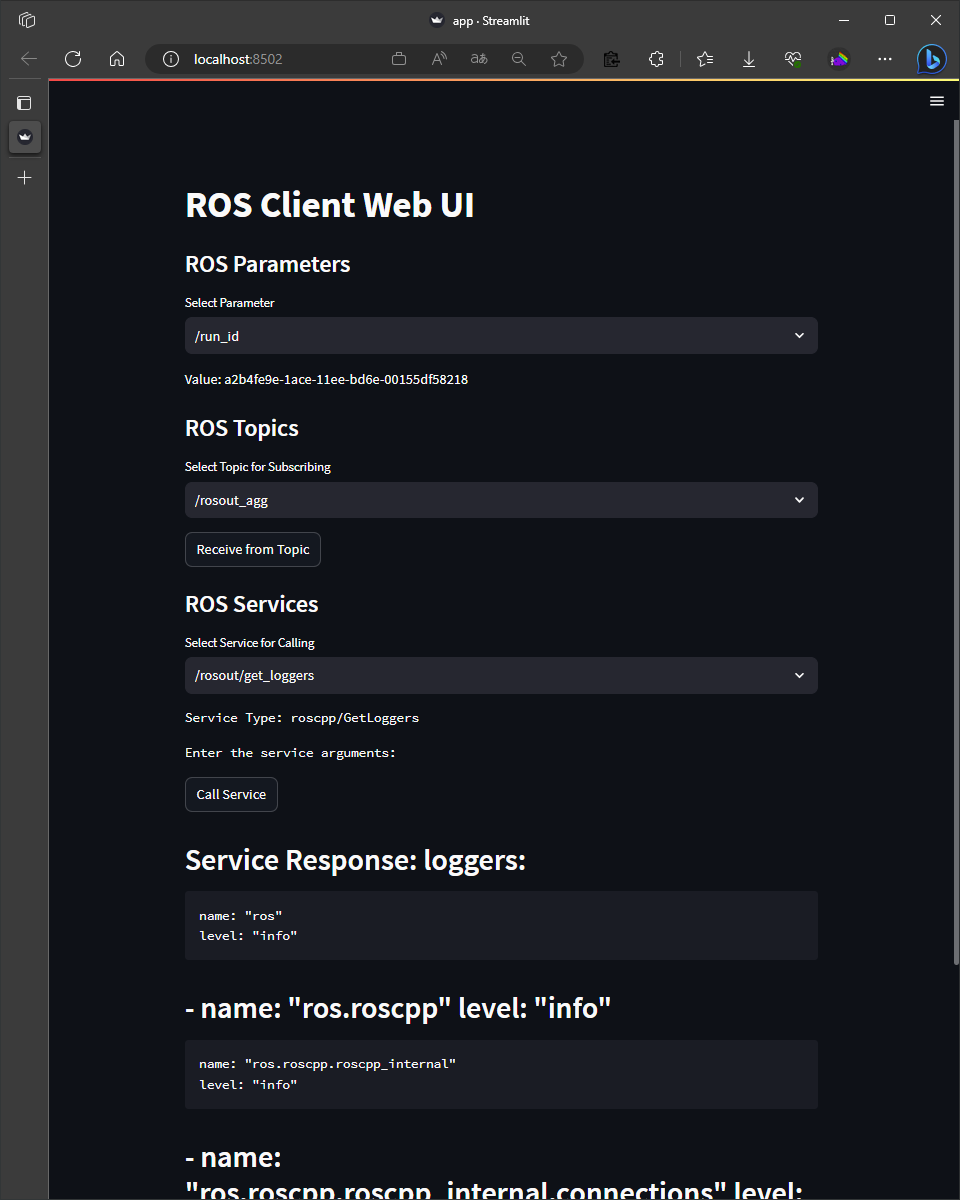 app · Streamlit
localhost:8502
ROS Client Web UI
ROS Parameters
Select Parameter
/run_id
Value: a2b4fe9e-1ace-11ee-bd6e-00155df58218
ROS Topics
Select Topic for Subscribing
/rosout_agg
Receive from Topic
ROS Services
Select Service for Calling
/rosout/get_loggers
Service Type: roscpp/GetLoggers
Enter the service arguments:
Call Service
Service Response: loggers:
name: "ros"
level: "info"
- name: "ros.roscpp" level: "info"
name: "ros.roscpp.roscpp_internal"
level: "info"
- name:
"ros.roscpp.roscpp_internal.connections" level: